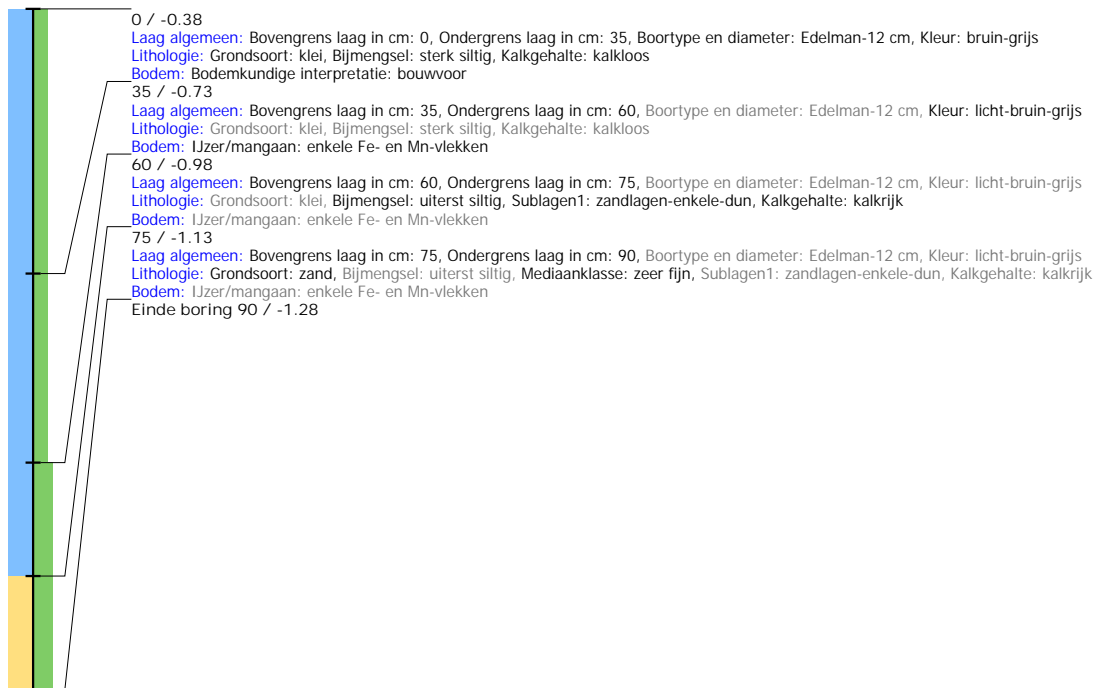 0 / -0.38
Laag algemeen: Bovengrens laag in cm: 0, Ondergrens laag in cm: 35, Boortype en diameter: Edelman-12 cm, Kleur: bruin-grijs
Lithologie: Grondsoort: klei, Bijmengsel: sterk siltig, Kalkgehalte: kalkloos
Bodem: Bodemkundige interpretatie: bouwvoor
35 / -0.73
Laag algemeen: Bovengrens laag in cm: 35, Ondergrens laag in cm: 60, Boortype en diameter: Edelman-12 cm, Kleur: licht-bruin-grijs
Lithologie: Grondsoort: klei, Bijmengsel: sterk siltig, Kalkgehalte: kalkloos
Bodem: IJzer/mangaan: enkele Fe- en Mn-vlekken
60 / -0.98
Laag algemeen: Bovengrens laag in cm: 60, Ondergrens laag in cm: 75, Boortype en diameter: Edelman-12 cm, Kleur: licht-bruin-grijs
Lithologie: Grondsoort: klei, Bijmengsel: uiterst siltig, Sublagen1: zandlagen-enkele-dun, Kalkgehalte: kalkrijk
Bodem: IJzer/mangaan: enkele Fe- en Mn-vlekken
75 / -1.13
Laag algemeen: Bovengrens laag in cm: 75, Ondergrens laag in cm: 90, Boortype en diameter: Edelman-12 cm, Kleur: licht-bruin-grijs
Lithologie: Grondsoort: zand, Bijmengsel: uiterst siltig, Mediaanklasse: zeer fijn, Sublagen1: zandlagen-enkele-dun, Kalkgehalte: kalkrijk
Bodem: IJzer/mangaan: enkele Fe- en Mn-vlekken
Einde boring 90 / -1.28